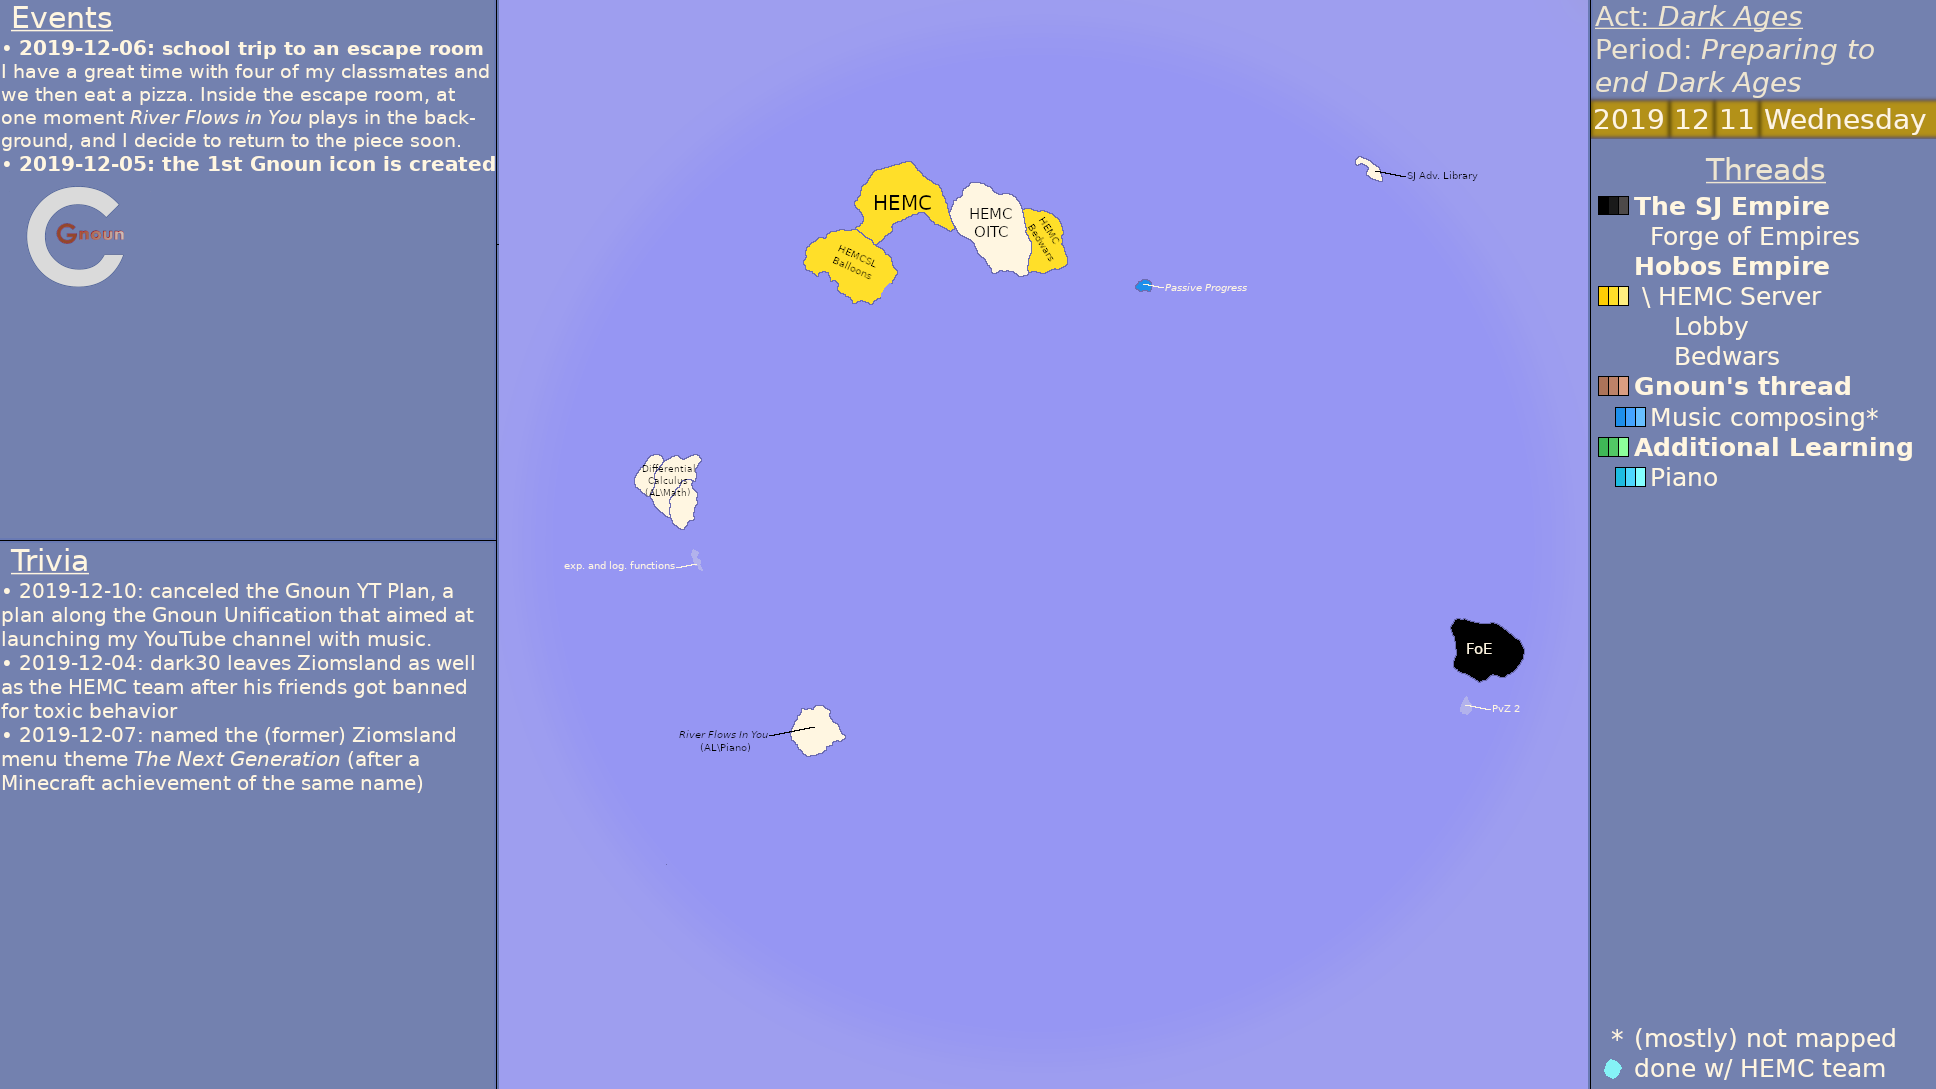 Events
• 2019-12-06: school trip to an escape room
I have a great time with four of my classmates and
we then eat a pizza. Inside the escape room, at
one moment River Flows in You plays in the back-
ground, and I decide to return to the piece soon.
• 2019-12-05: the 1st Gnoun icon is created
Gnoun
Trivia
• 2019-12-10: canceled the Gnoun YT Plan, a
plan along the Gnoun Unification that aimed at
launching my YouTube channel with music.
• 2019-12-04: dark30 leaves Ziomsland as well
as the HEMC team after his friends got banned
for toxic behavior
• 2019-12-07: named the (former) Ziomsland
menu theme The Next Generation (after a
Minecraft achievement of the same name)
HEMC
HEMCSL
Balloons
HEMC
OITC
HEMC
Bedwars
Passive Progress
SJ Adv. Library
Differential
Calculus
(AL\Math)
exp. and log. functions
River Flows In You
(AL\Piano)
FoE
PvZ 2
Act: Dark Ages
Period: Preparing to
end Dark Ages
2019 12 11 Wednesday
Threads
The SJ Empire
Forge of Empires
Hobos Empire
\ HEMC Server
Lobby
Bedwars
Gnoun's thread
Music composing*
Additional Learning
Piano
* (mostly) not mapped
done w/ HEMC team